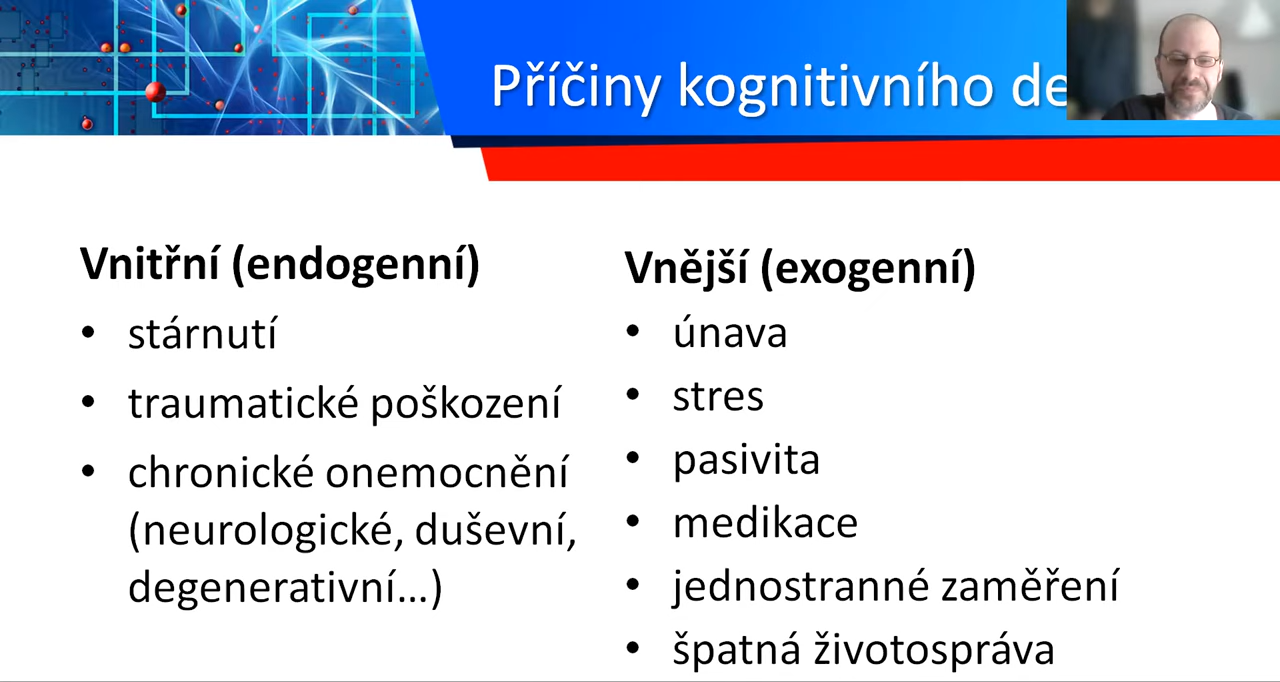 Příčiny kognitivního
Vnitřní (endogenní)
• stárnutí
• traumatické poškození
• chronické onemocnění
(neurologické, duševní,
degenerativní...)
Vnější (exogenní)
• únava
• stres
• pasivita
• medikace
• jednostranné zaměření
• špatná životospráva